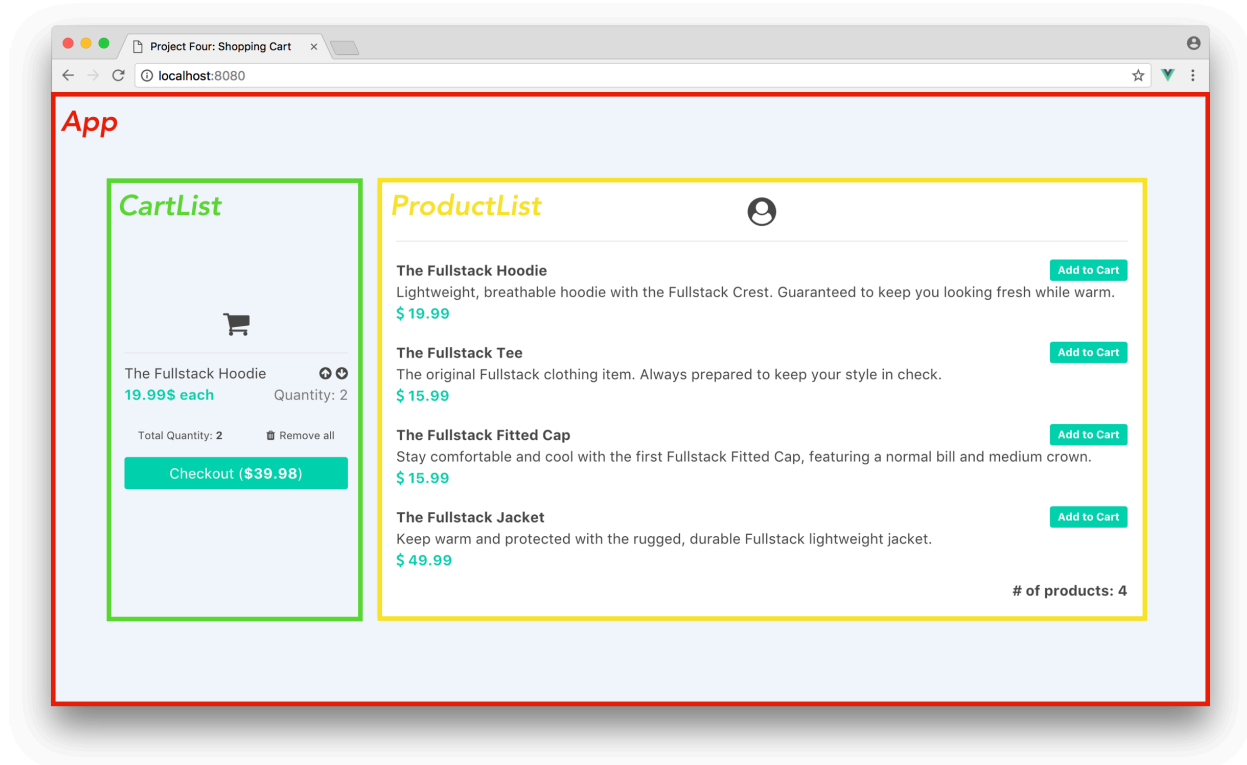 Project Four: Shopping Cart
localhost:8080
App
CartList
The Fullstack Hoodie
19.99$ each Quantity: 2
Total Quantity: 2 Remove all
Checkout ($39.98)
ProductList
The Fullstack Hoodie Add to Cart
Lightweight, breathable hoodie with the Fullstack Crest. Guaranteed to keep you looking fresh while warm.
$ 19.99
The Fullstack Tee Add to Cart
The original Fullstack clothing item. Always prepared to keep your style in check.
$ 15.99
The Fullstack Fitted Cap Add to Cart
Stay comfortable and cool with the first Fullstack Fitted Cap, featuring a normal bill and medium crown.
$ 15.99
The Fullstack Jacket Add to Cart
Keep warm and protected with the rugged, durable Fullstack lightweight jacket.
$ 49.99
# of products: 4